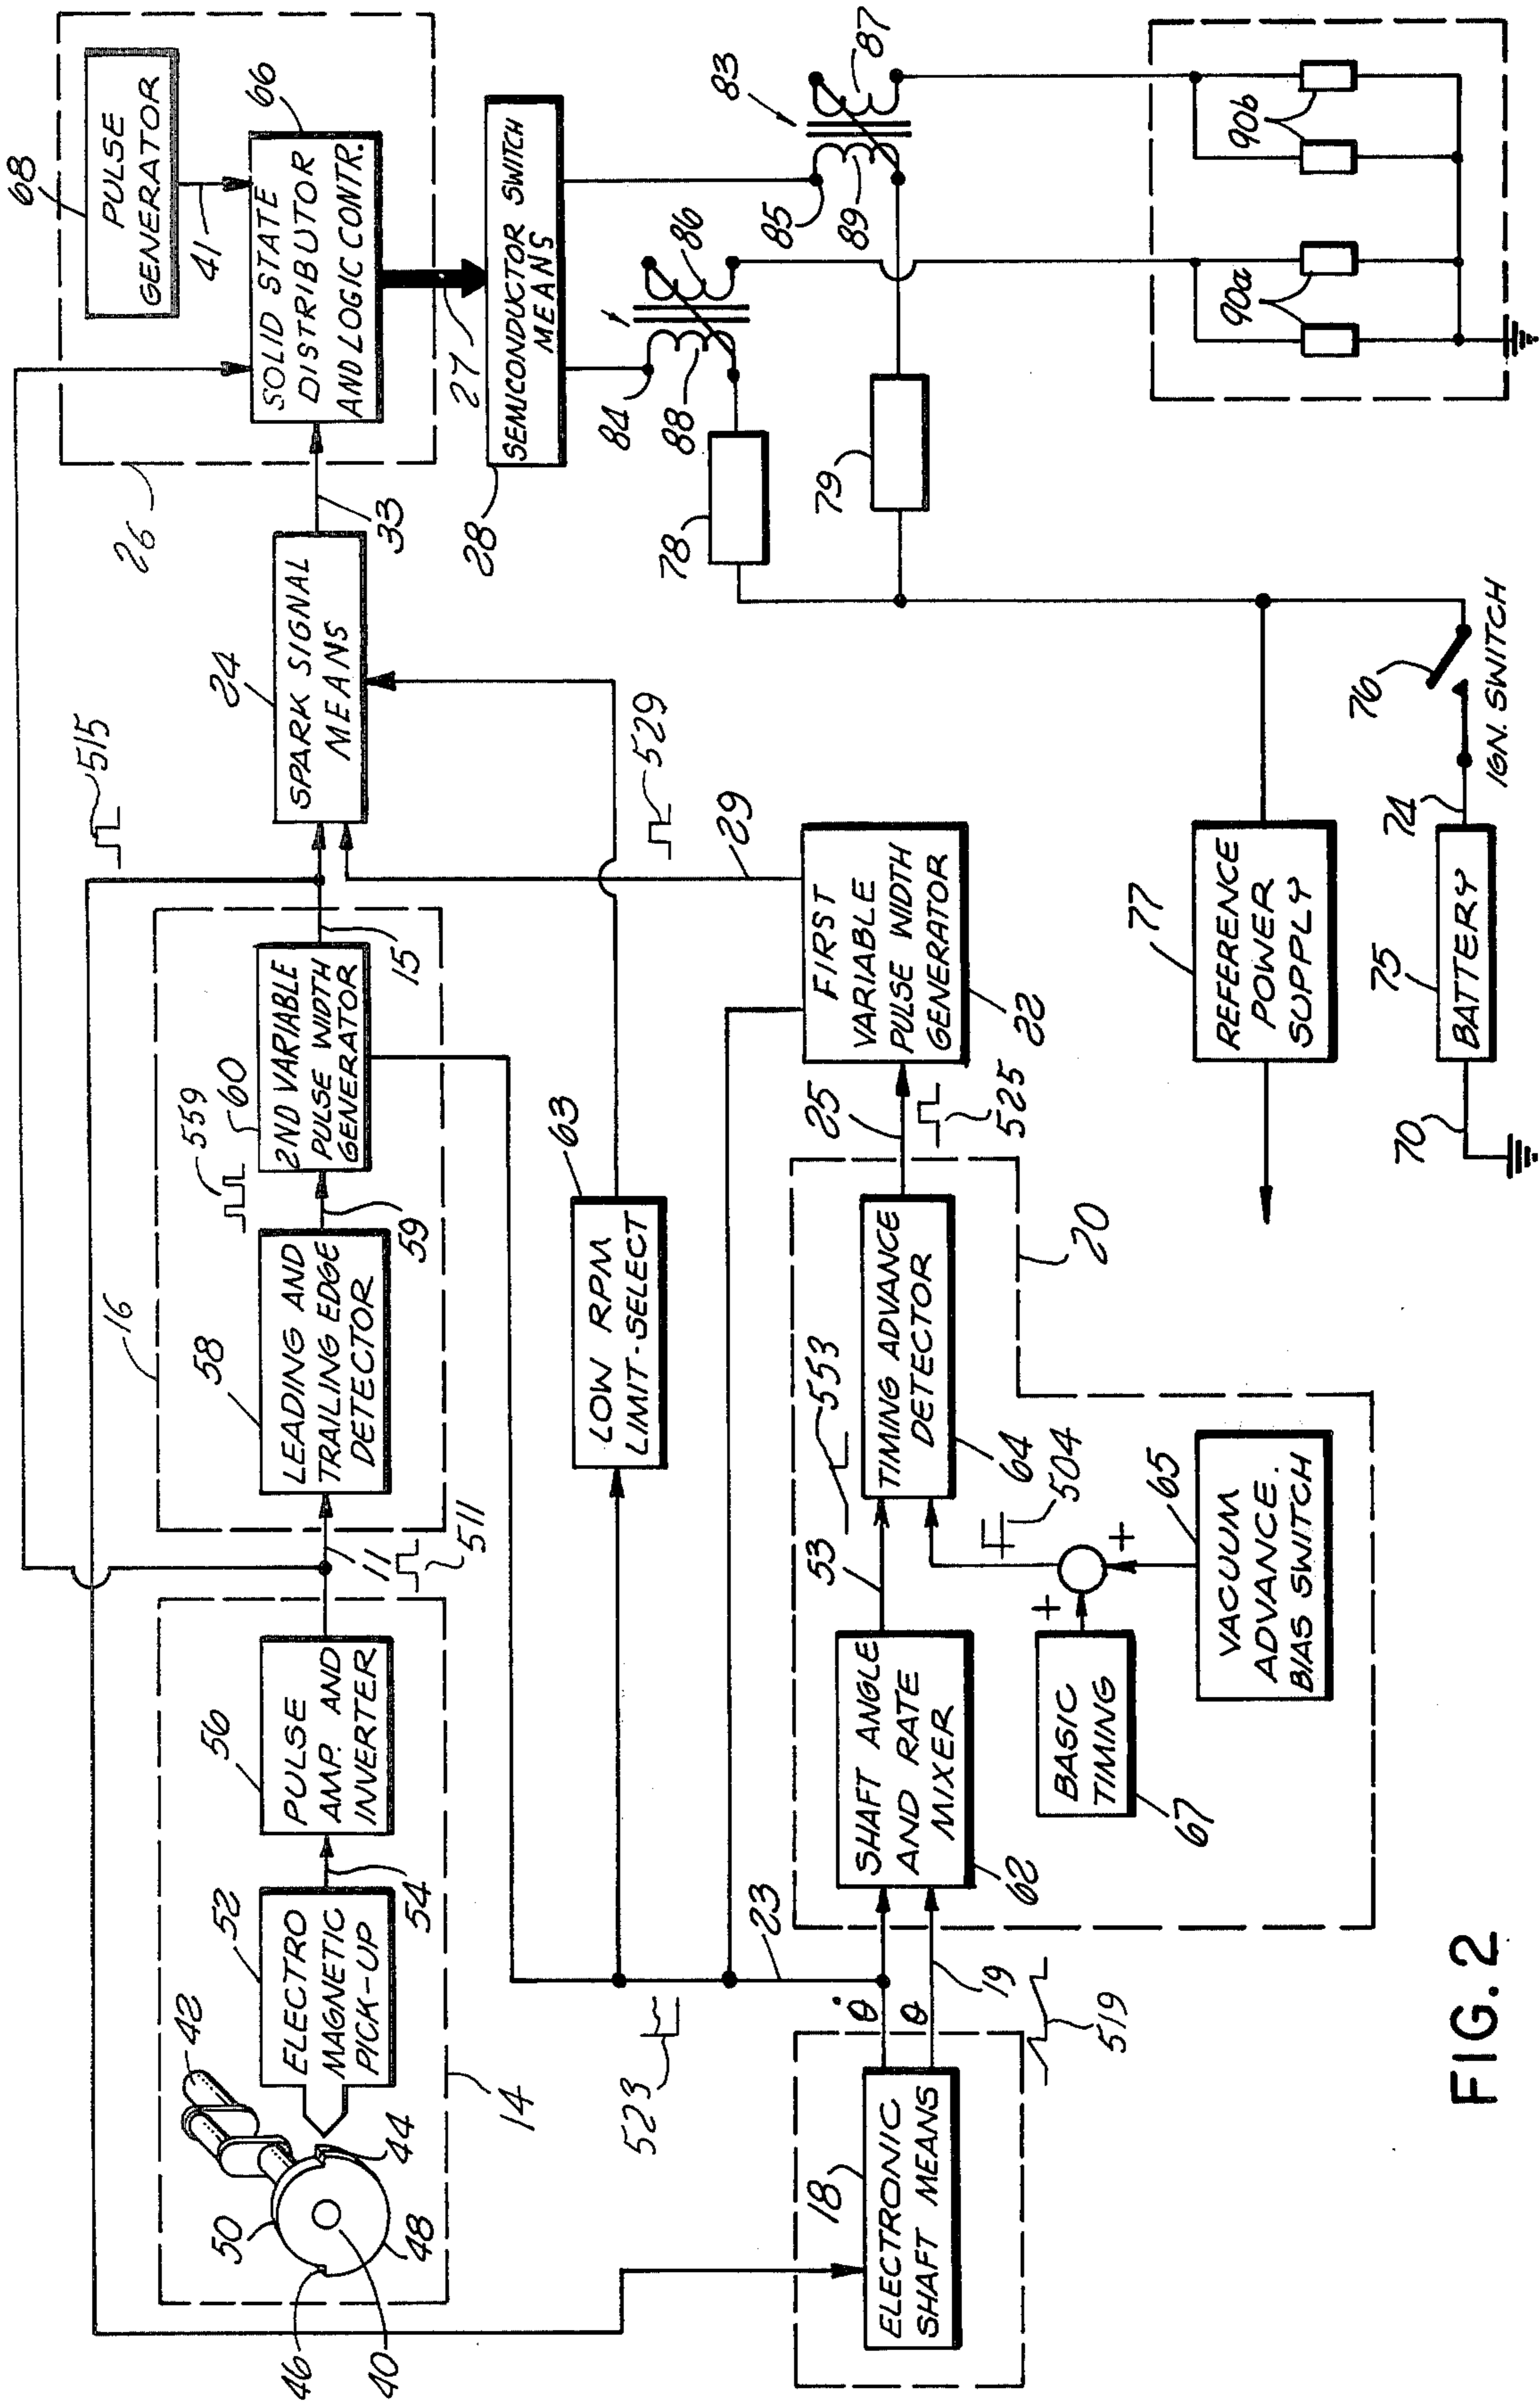 42
50
46
40
48
44
52
ELECTRO
MAGNETIC
PICK-UP
54
56
PULSE
AMP. AND
INVERTER
14
11
511
16
58
LEADING AND
TRAILING EDGE
DETECTOR
59
559
60
2ND VARIABLE
PULSE WIDTH
GENERATOR
15
515
24
SPARK SIGNAL
MEANS
33
26
68
PULSE
GENERATOR
41
66
SOLID STATE
DISTRIBUTOR
AND LOGIC CONTR.
27
28
SEMICONDUCTOR SWITCH
MEANS
63
LOW RPM
LIMIT-SELECT
529
523
23
18
ELECTRONIC
SHAFT MEANS
θ̇
θ
19
519
62
SHAFT ANGLE
AND RATE
MIXER
53
553
TIMING ADVANCE
DETECTOR
64
504
+
+
67
BASIC
TIMING
65
VACUUM
ADVANCE.
BIAS SWITCH
20
25
525
FIRST
VARIABLE
PULSE WIDTH
GENERATOR
22
29
77
REFERENCE
POWER
SUPPLY
70
75
BATTERY
74
76
IGN. SWITCH
78
79
84
88
86
85
89
83
87
90a
90b
FIG. 2